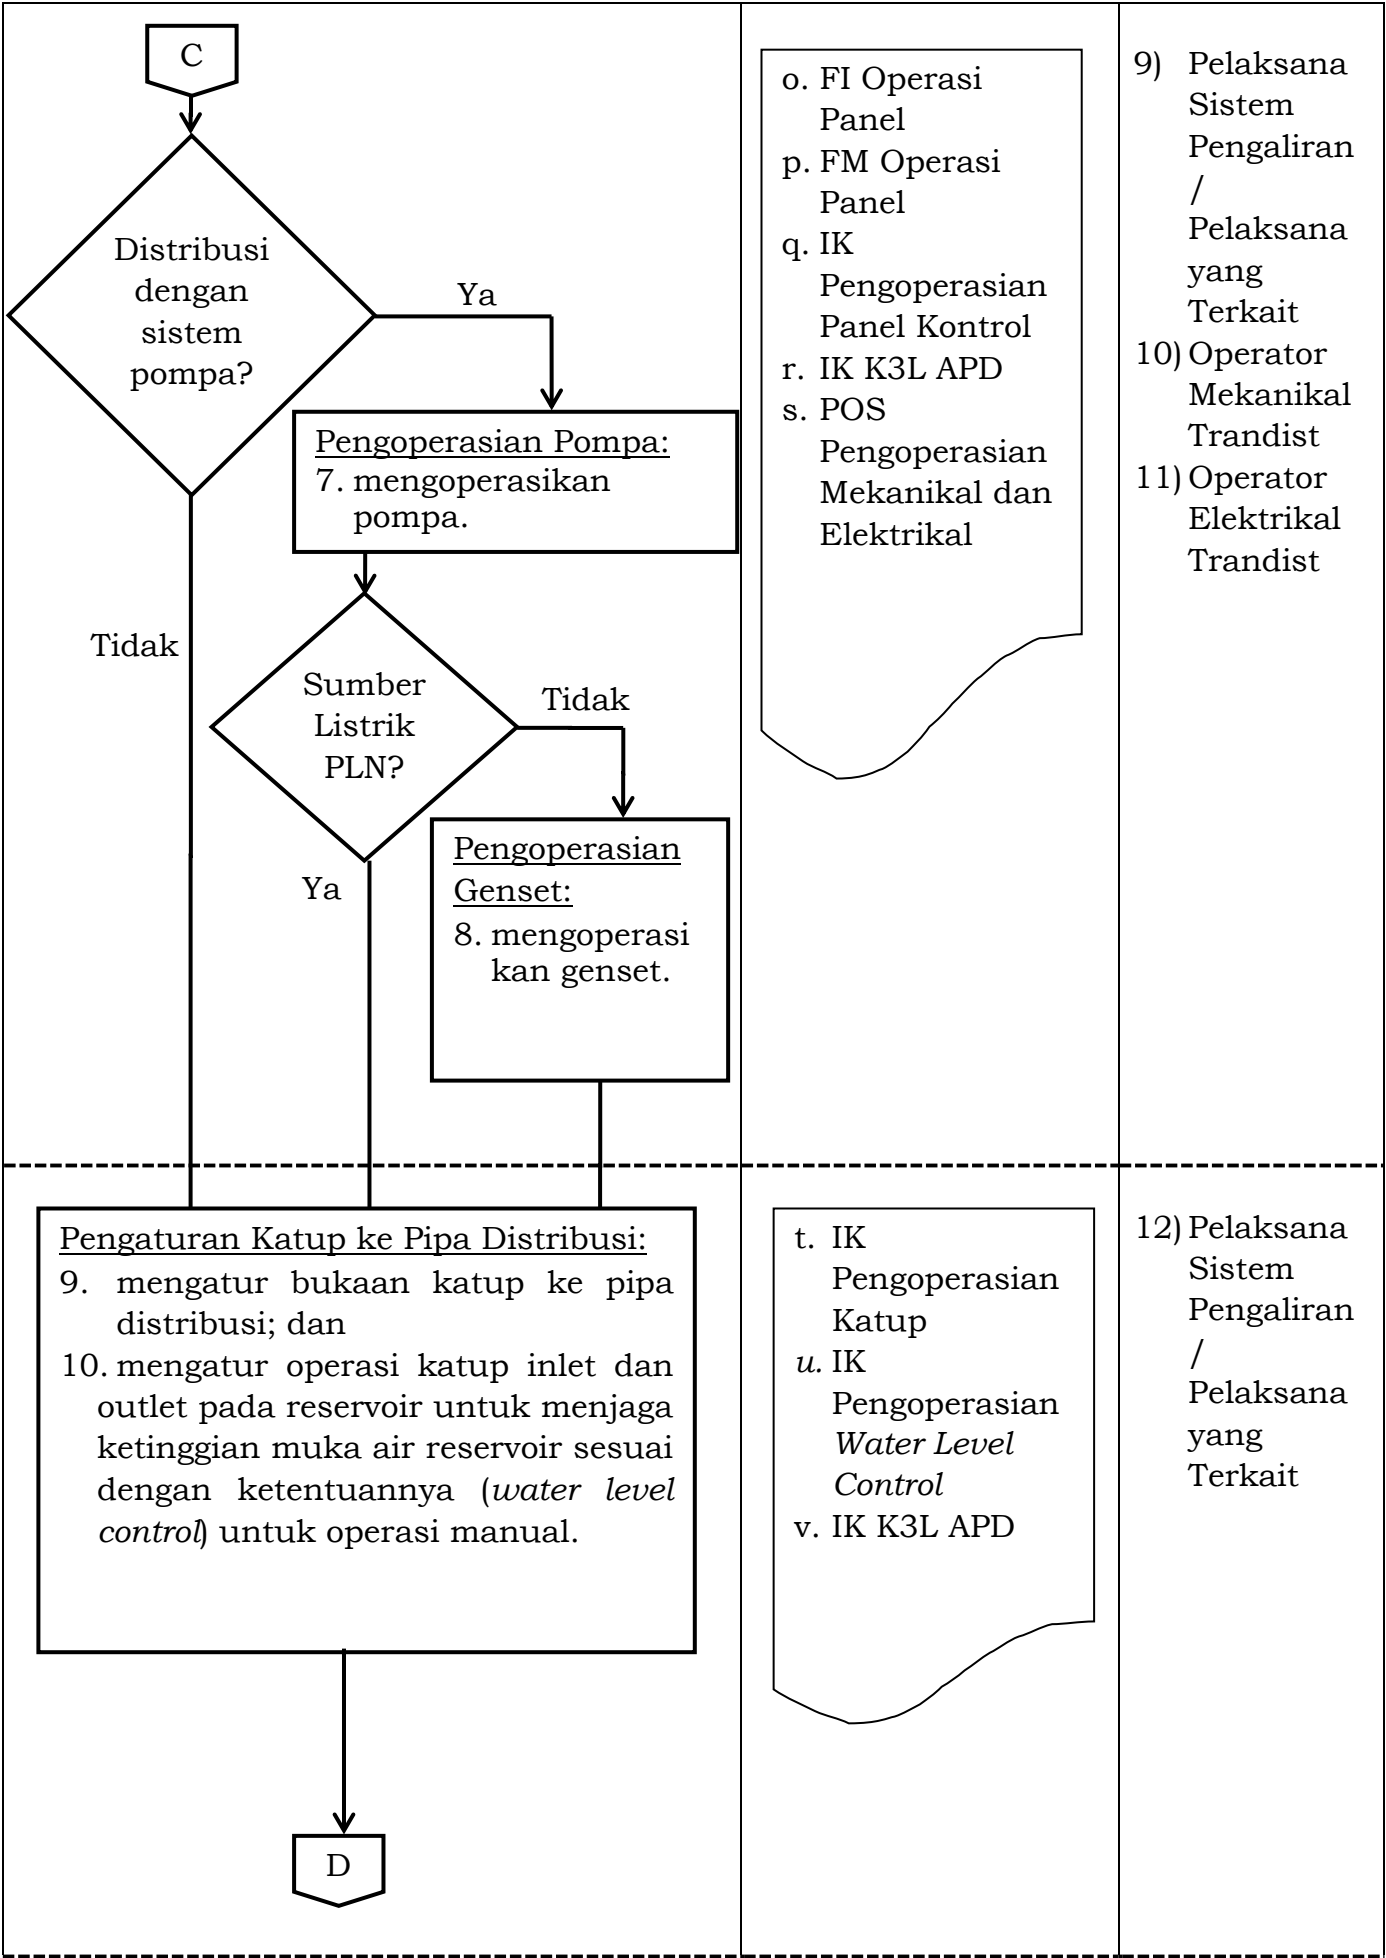 C
Distribusi
dengan
sistem
pompa?
Ya
Pengoperasian Pompa:
7. mengoperasikan
pompa.
Tidak
Sumber
Listrik
PLN?
Tidak
Ya
Pengoperasian
Genset:
8. mengoperasi
kan genset.
o. FI Operasi
Panel
p. FM Operasi
Panel
q. IK
Pengoperasian
Panel Kontrol
r. IK K3L APD
s. POS
Pengoperasian
Mekanikal dan
Elektrikal
9) Pelaksana
Sistem
Pengaliran
/
Pelaksana
yang
Terkait
10) Operator
Mekanikal
Trandist
11) Operator
Elektrikal
Trandist
Pengaturan Katup ke Pipa Distribusi:
9. mengatur bukaan katup ke pipa
distribusi; dan
10. mengatur operasi katup inlet dan
outlet pada reservoir untuk menjaga
ketinggian muka air reservoir sesuai
dengan ketentuannya (water level
control) untuk operasi manual.
D
t. IK
Pengoperasian
Katup
u. IK
Pengoperasian
Water Level
Control
v. IK K3L APD
12) Pelaksana
Sistem
Pengaliran
/
Pelaksana
yang
Terkait